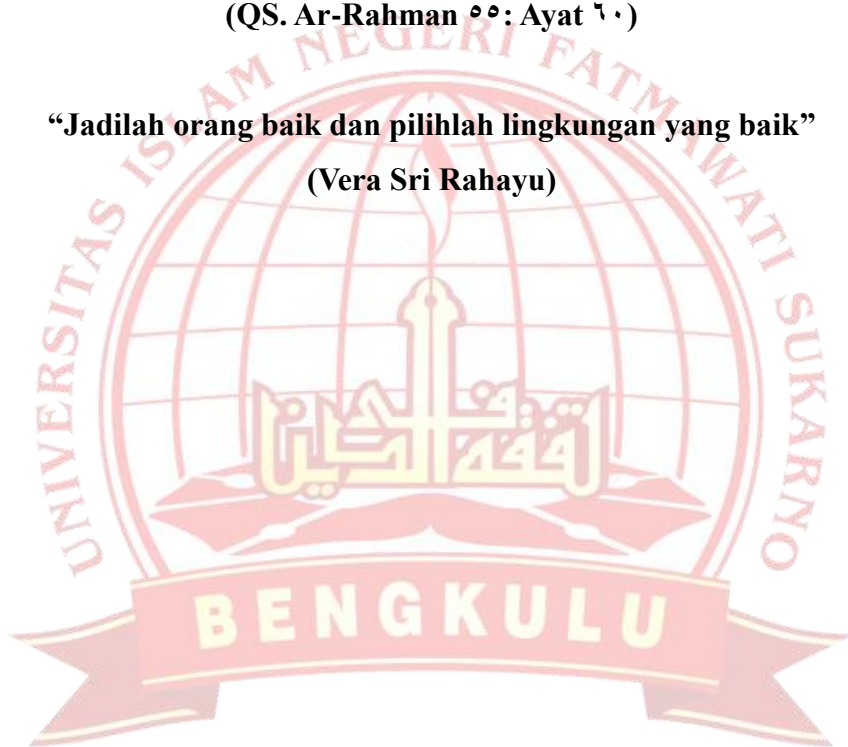 (QS. Ar-Rahman ٥٥: Ayat ٦٠)
“Jadilah orang baik dan pilihlah lingkungan yang baik”
(Vera Sri Rahayu)
UNIVERSITAS ISLAM NEGERI FATMAWATI SUKARNO
BENGKULU